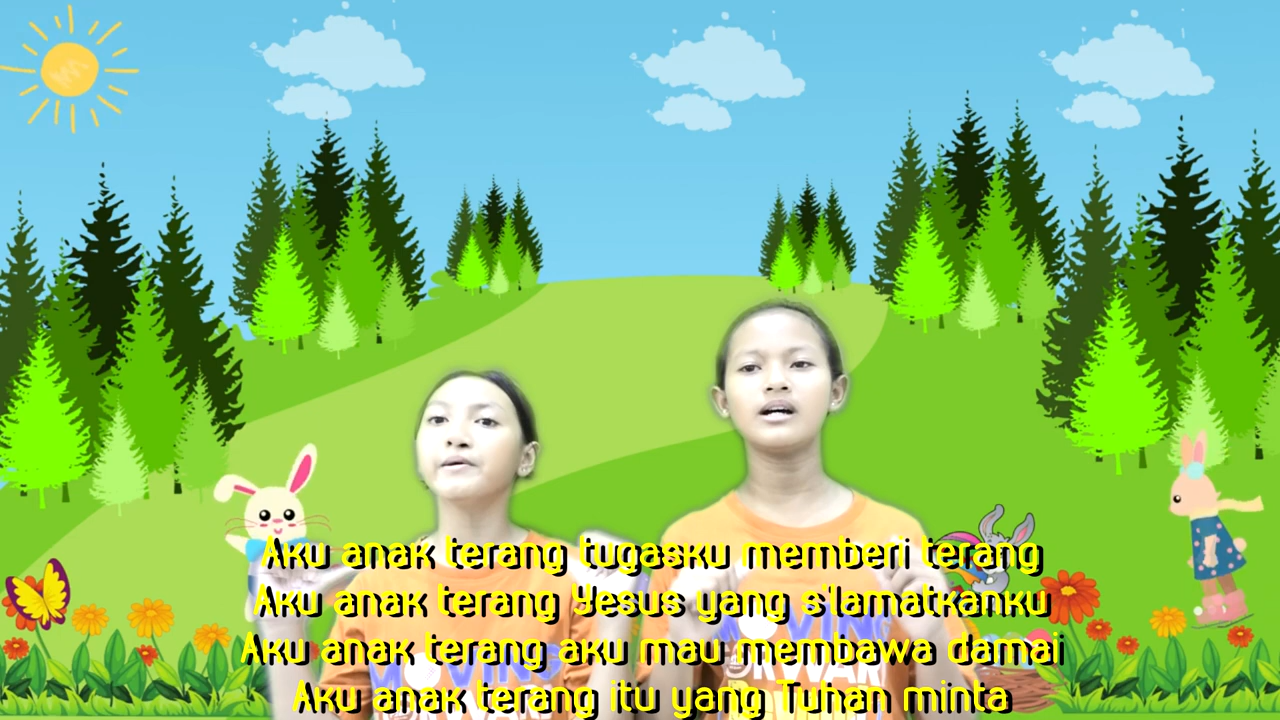 Aku anak terang tugasku memberi terang
Aku anak terang Yesus yang s'lamatkanku
Aku anak terang aku mau membawa damai
Aku anak terang itu yang Tuhan minta
MOVING